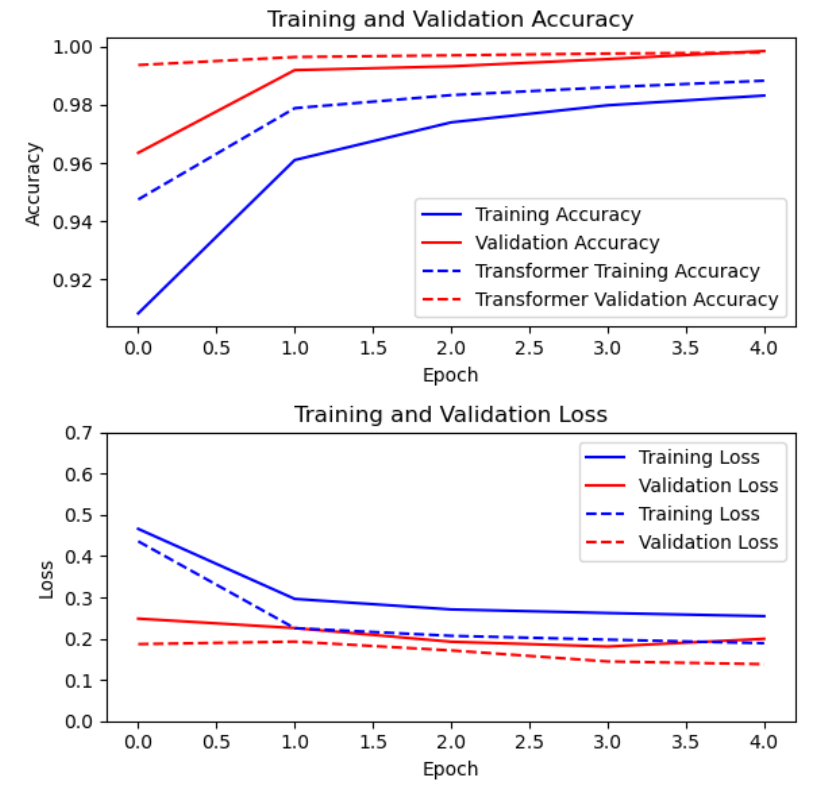 Training and Validation Accuracy
1.00
0.98
0.96
0.94
0.92
Accuracy
Training Accuracy
Validation Accuracy
Transformer Training Accuracy
Transformer Validation Accuracy
0.0 0.5 1.0 1.5 2.0 2.5 3.0 3.5 4.0
Epoch
Training and Validation Loss
0.7
0.6
0.5
0.4
0.3
0.2
0.1
0.0
Loss
Training Loss
Validation Loss
Training Loss
Validation Loss
0.0 0.5 1.0 1.5 2.0 2.5 3.0 3.5 4.0
Epoch